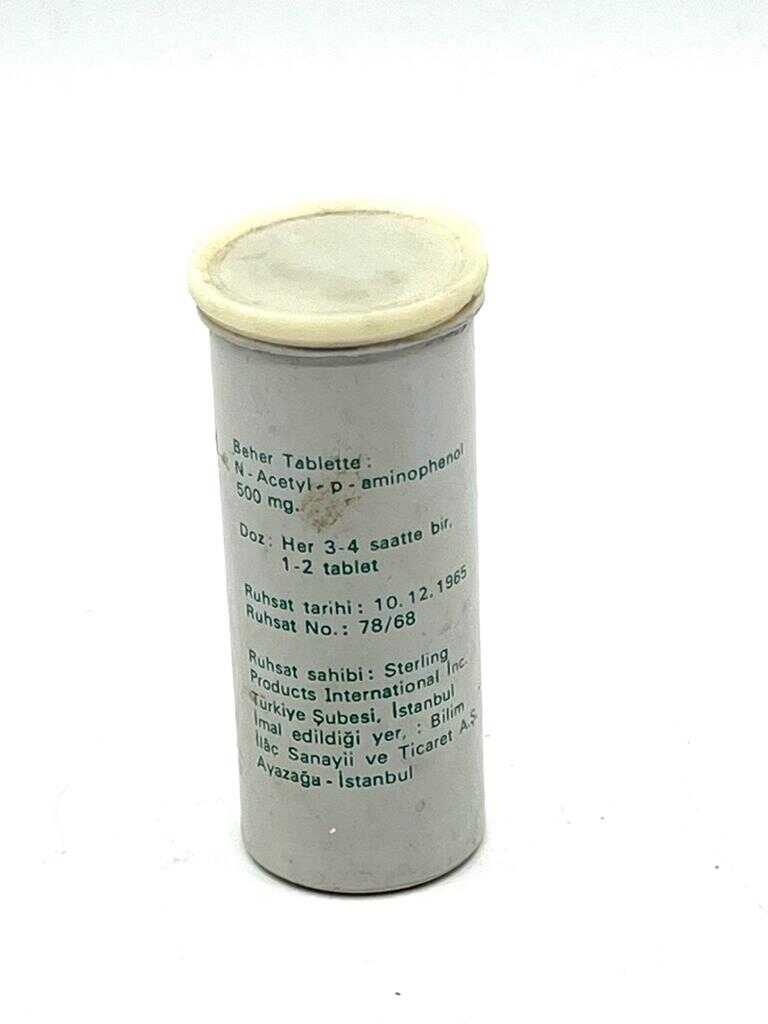 Beher Tablette :
N - Acetyl - p - aminophenol
500 mg.
Doz : Her 3-4 saatte bir,
1-2 tablet
Ruhsat tarihi : 10.12.1965
Ruhsat No. : 78/68
Ruhsat sahibi : Sterling
Products International Inc.
Türkiye Şubesi, İstanbul
İmal edildiği yer, : Bilim
İlâç Sanayii ve Ticaret A.Ş.
Ayazağa - İstanbul